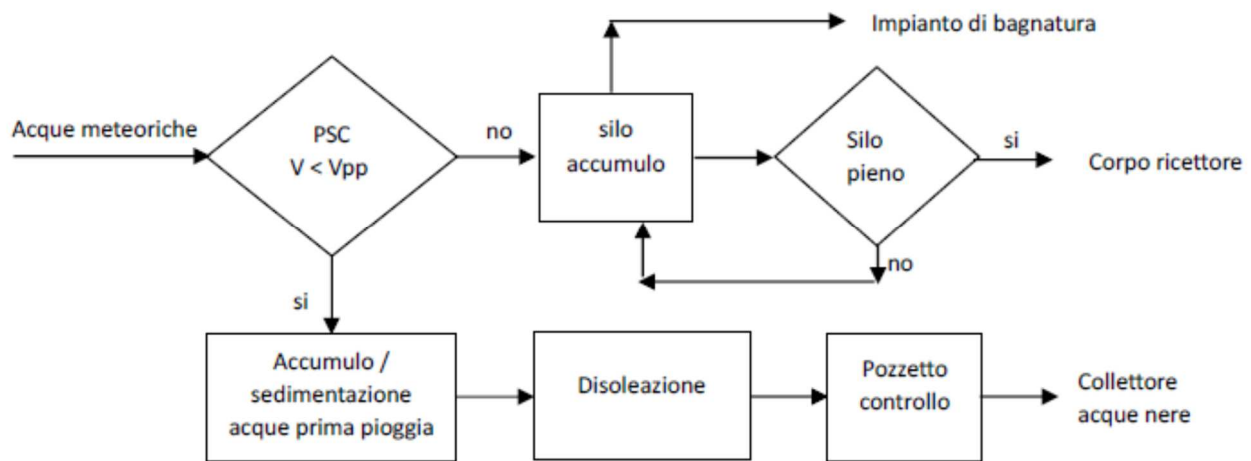 Impianto di bagnatura
Acque meteoriche
PSC
V < Vpp
no
silo
accumulo
Silo
pieno
si
Corpo ricettore
no
si
Accumulo /
sedimentazione
acque prima pioggia
Disoleazione
Pozzetto
controllo
Collettore
acque nere